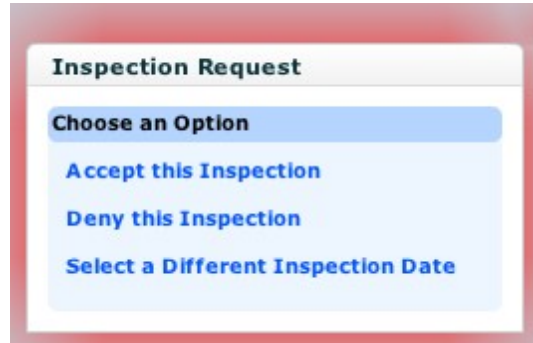 Inspection Request
Choose an Option
Accept this Inspection
Deny this Inspection
Select a Different Inspection Date